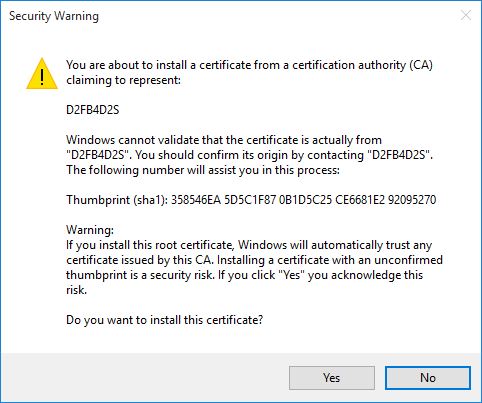 Security Warning
You are about to install a certificate from a certification authority (CA)
claiming to represent:
D2FB4D2S
Windows cannot validate that the certificate is actually from
"D2FB4D2S". You should confirm its origin by contacting "D2FB4D2S".
The following number will assist you in this process:
Thumbprint (sha1): 358546EA 5D5C1F87 0B1D5C25 CE6681E2 92095270
Warning:
If you install this root certificate, Windows will automatically trust any
certificate issued by this CA. Installing a certificate with an unconfirmed
thumbprint is a security risk. If you click "Yes" you acknowledge this
risk.
Do you want to install this certificate?
Yes
No